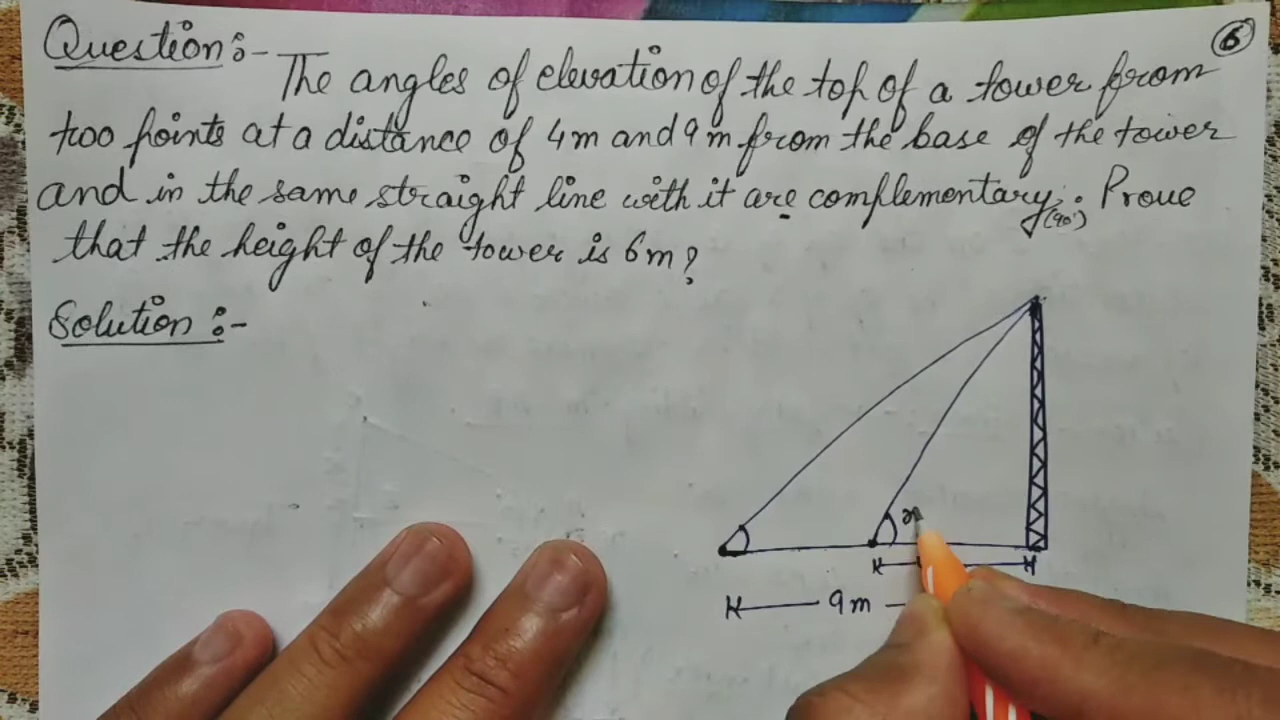 6
Question:-
The angles of elevation of the top of a tower from
two points at a distance of 4m and 9m from the base of the tower
and in the same straight line with it are complementary. Prove
(90°)
that the height of the tower is 6m?
Solution:-
x
9m